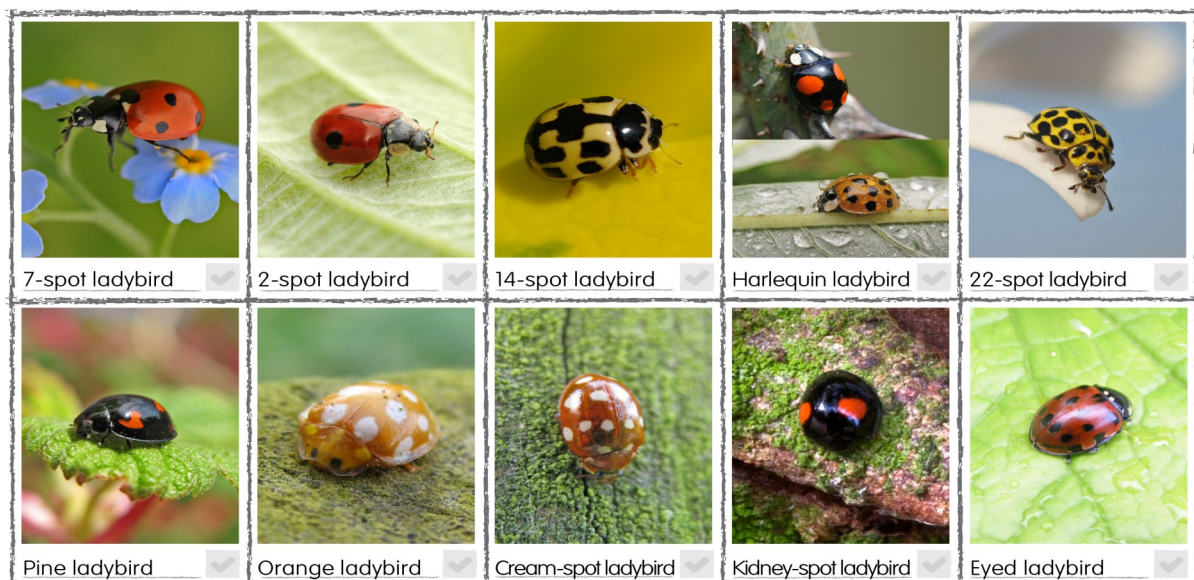 7-spot ladybird
2-spot ladybird
14-spot ladybird
Harlequin ladybird
22-spot ladybird
Pine ladybird
Orange ladybird
Cream-spot ladybird
Kidney-spot ladybird
Eyed ladybird